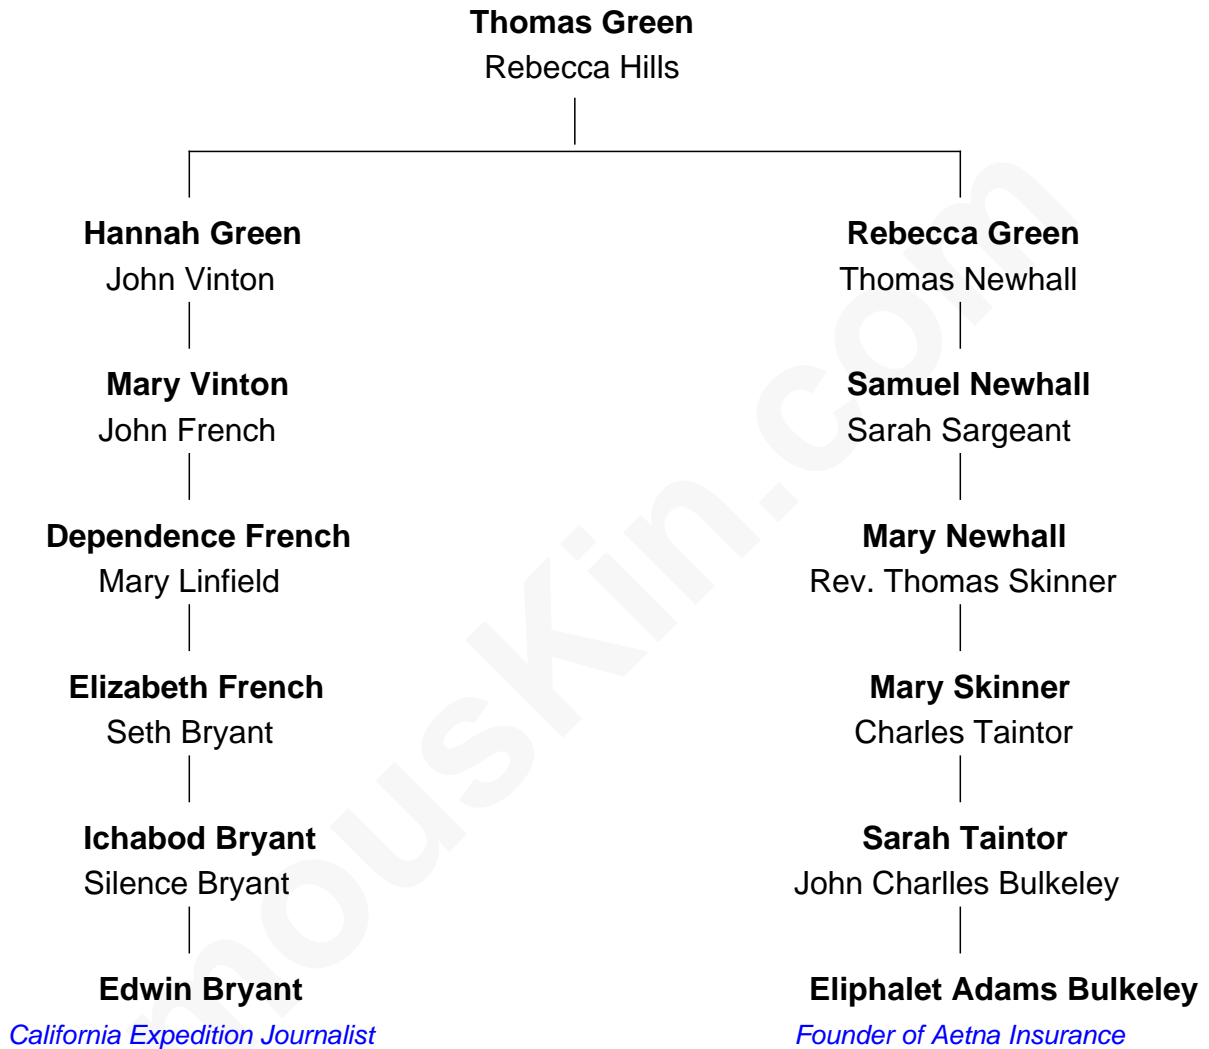 Thomas Green
Rebecca Hills
Hannah Green
John Vinton
Rebecca Green
Thomas Newhall
Mary Vinton
John French
Samuel Newhall
Sarah Sargeant
Dependence French
Mary Linfield
Mary Newhall
Rev. Thomas Skinner
Elizabeth French
Seth Bryant
Mary Skinner
Charles Taintor
Ichabod Bryant
Silence Bryant
Sarah Taintor
John Charlles Bulkeley
Edwin Bryant
California Expedition Journalist
Eliphalet Adams Bulkeley
Founder of Aetna Insurance
mousKin.com